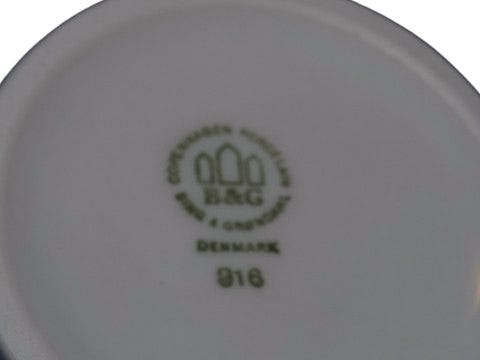 COPENHAGEN PORCELAIN
B&G
BING & GRØNDAHL
DENMARK
916